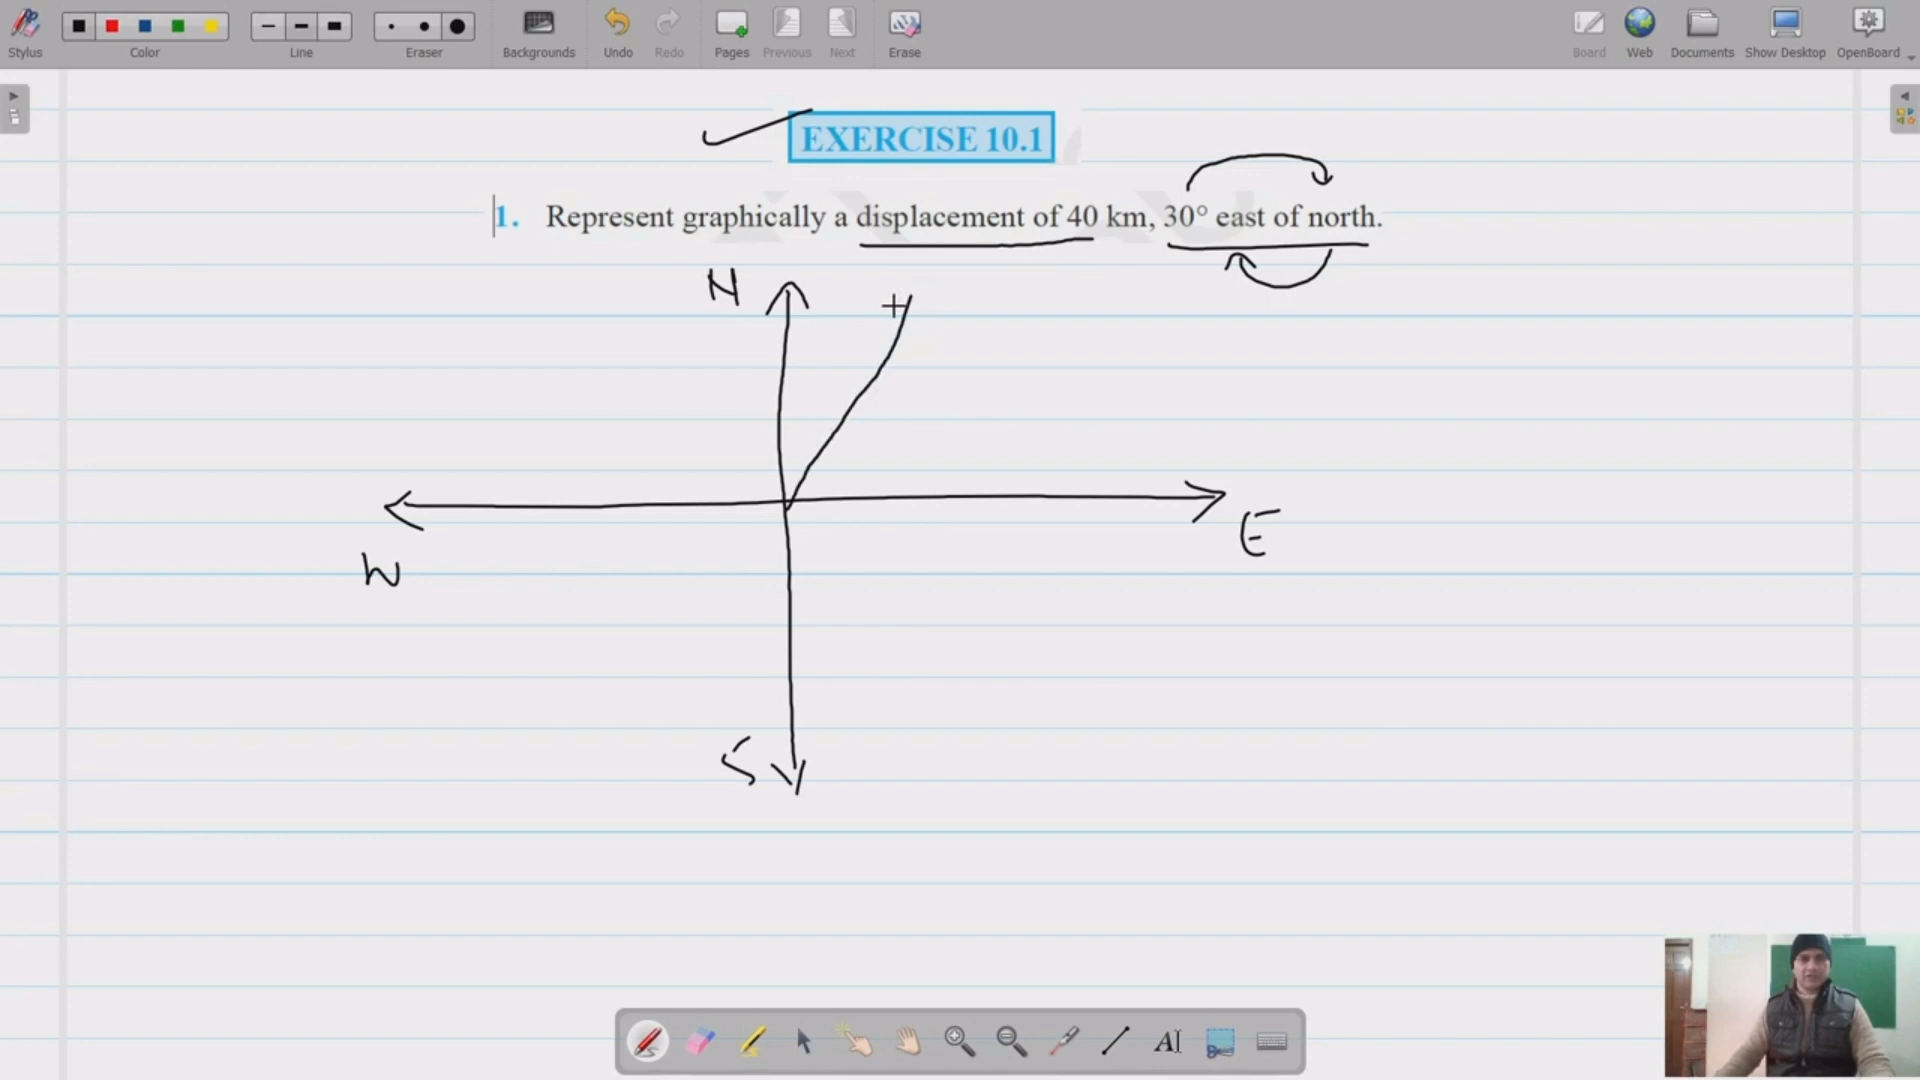 Stylus Color Line Eraser Backgrounds Undo Redo Pages Previous Next Erase Board Web Documents Show Desktop OpenBoard
EXERCISE 10.1
1. Represent graphically a displacement of 40 km, 30° east of north.
N
E
W
S